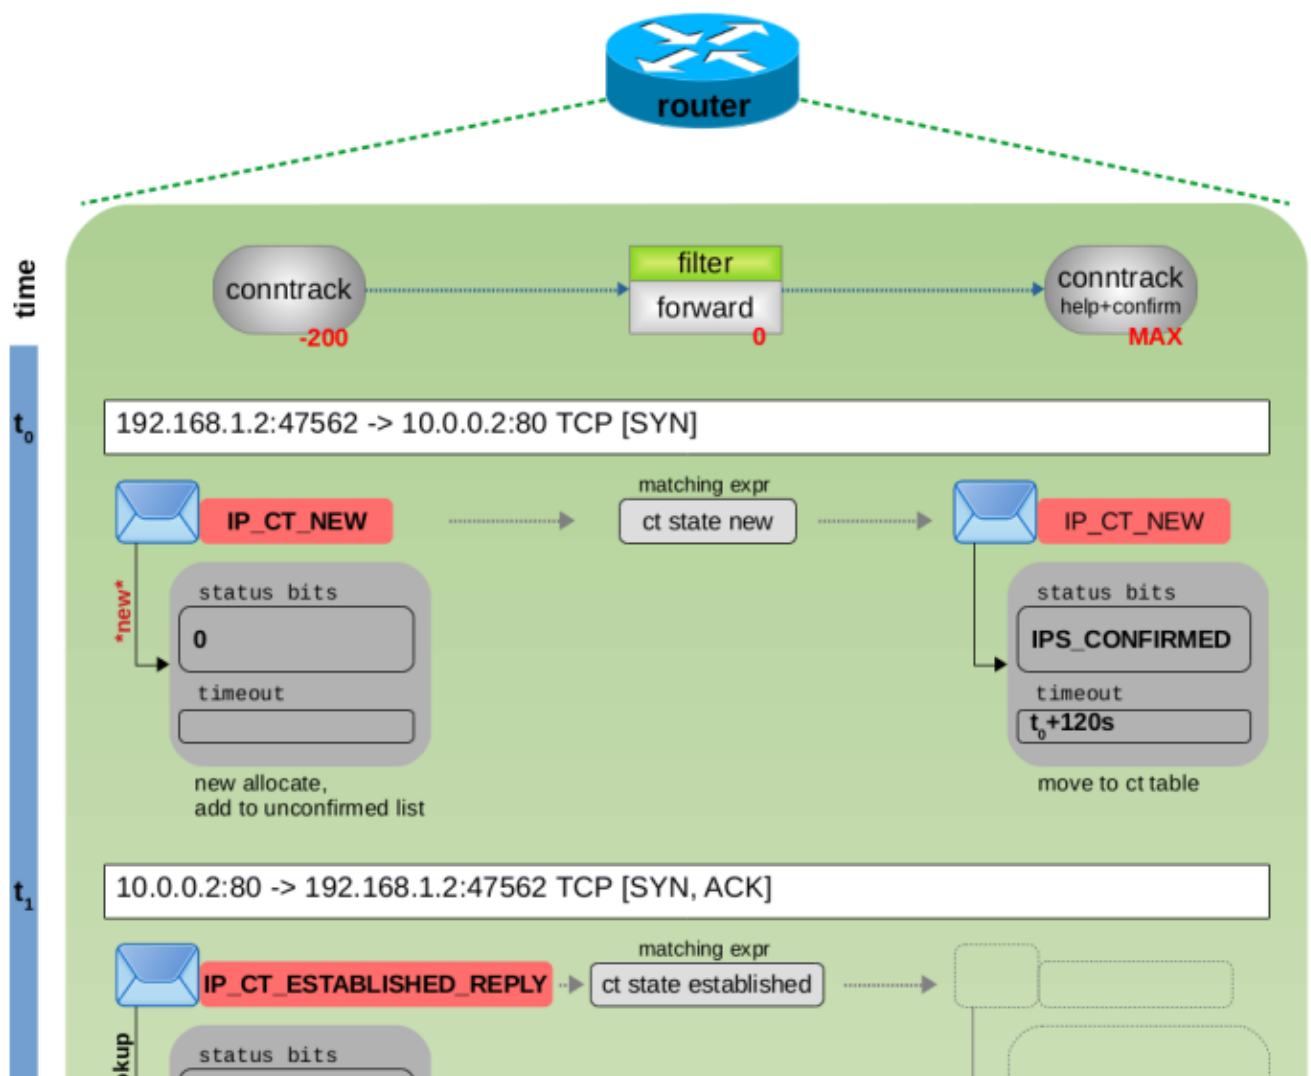 router
time
conntrack
-200
filter
forward
0
conntrack
help+confirm
MAX
t0
192.168.1.2:47562 -> 10.0.0.2:80 TCP [SYN]
IP_CT_NEW
matching expr
ct state new
IP_CT_NEW
*new*
status bits
0
timeout
new allocate,
add to unconfirmed list
status bits
IPS_CONFIRMED
timeout
t0+120s
move to ct table
t1
10.0.0.2:80 -> 192.168.1.2:47562 TCP [SYN, ACK]
IP_CT_ESTABLISHED_REPLY
matching expr
ct state established
status bits